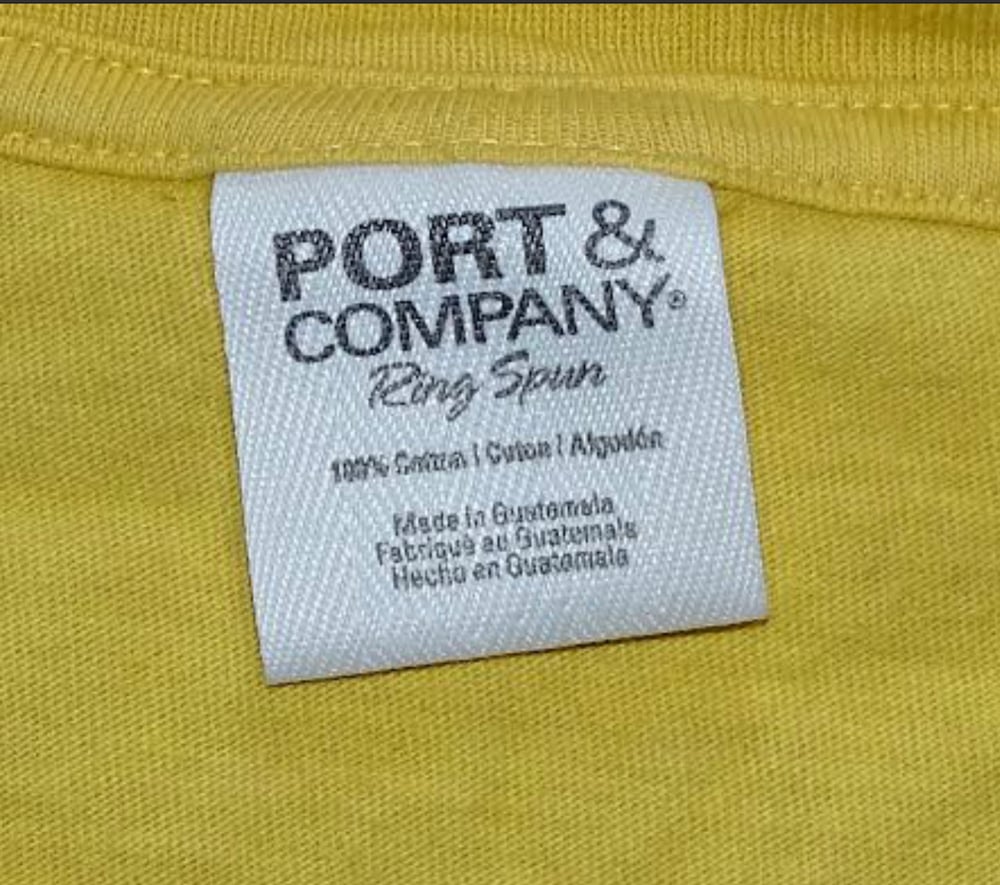 PORT &
COMPANY®
Ring Spun
100% Cotton | Coton | Algodón
Made in Guatemala
Fabriqué au Guatemala
Hecho en Guatemala